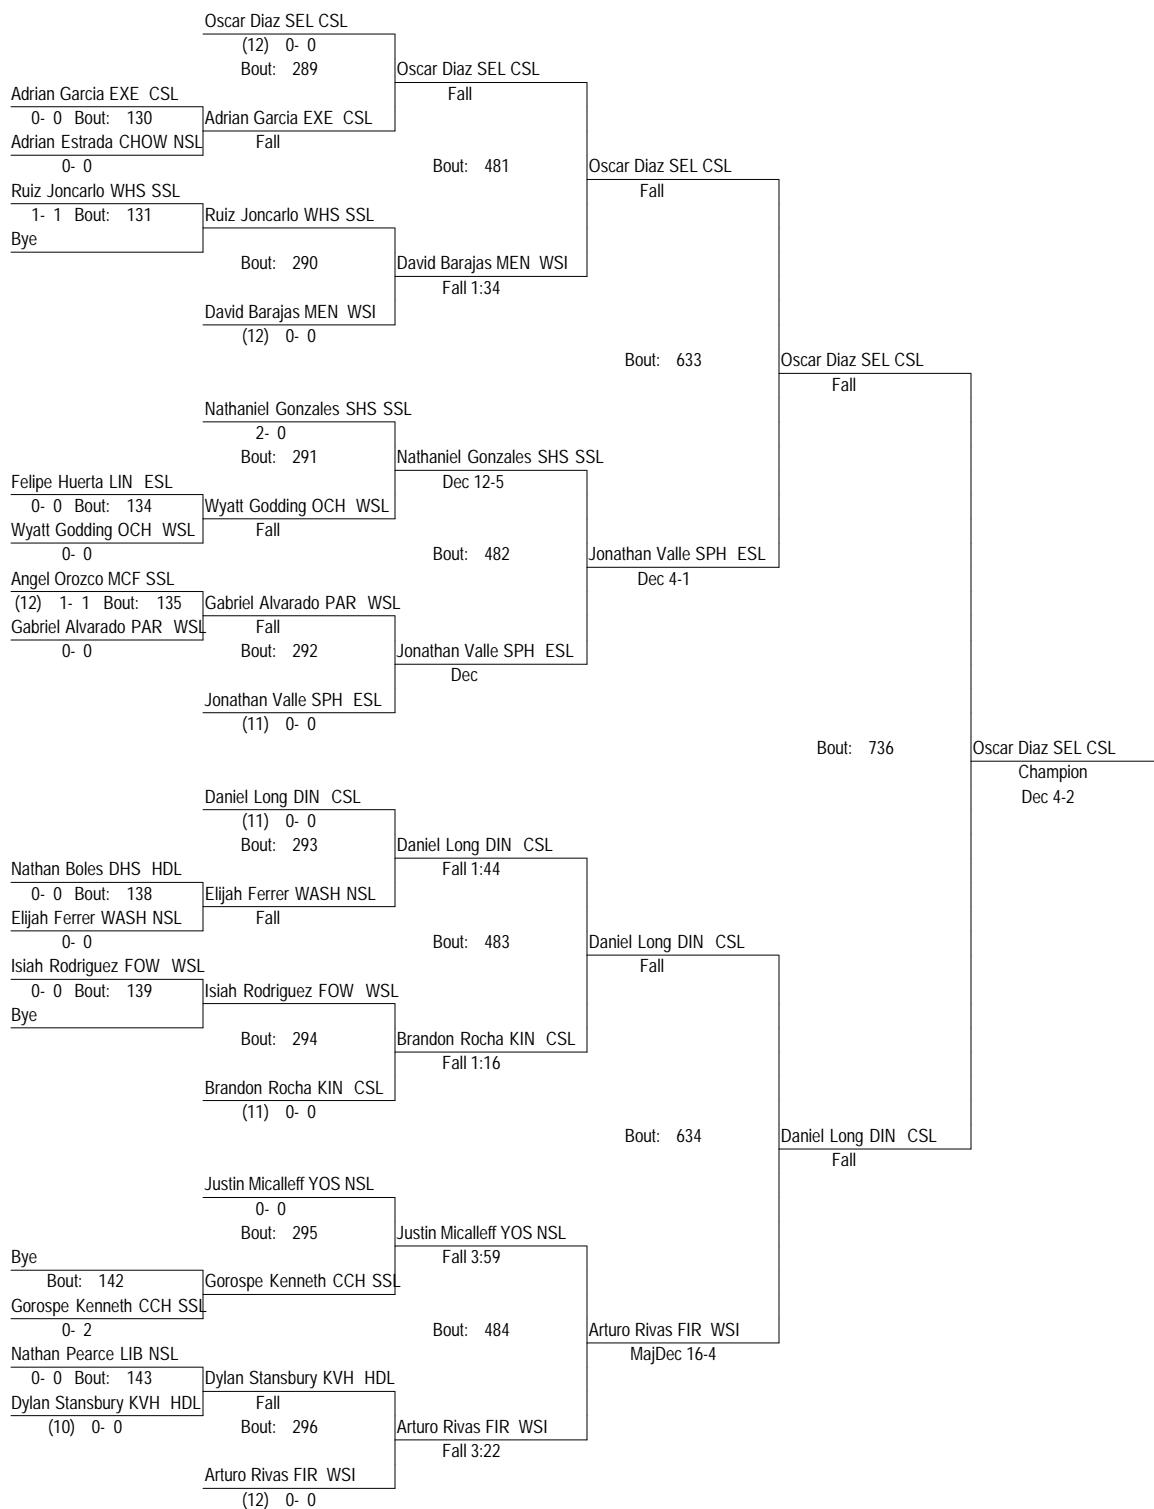 Oscar Diaz SEL CSL
(12) 0- 0
Bout: 289
Oscar Diaz SEL CSL
Fall
Adrian Garcia EXE CSL
0- 0 Bout: 130
Adrian Garcia EXE CSL
Adrian Estrada CHOW NSL
Fall
0- 0
Bout: 481
Oscar Diaz SEL CSL
Fall
Ruiz Joncarlo WHS SSL
1- 1 Bout: 131
Ruiz Joncarlo WHS SSL
Bye
Bout: 290
David Barajas MEN WSI
Fall 1:34
David Barajas MEN WSI
(12) 0- 0
Bout: 633
Oscar Diaz SEL CSL
Fall
Nathaniel Gonzales SHS SSL
2- 0
Bout: 291
Nathaniel Gonzales SHS SSL
Dec 12-5
Felipe Huerta LIN ESL
0- 0 Bout: 134
Wyatt Godding OCH WSL
Wyatt Godding OCH WSL
Fall
0- 0
Bout: 482
Jonathan Valle SPH ESL
Dec 4-1
Angel Orozco MCF SSL
(12) 1- 1 Bout: 135
Gabriel Alvarado PAR WSL
Gabriel Alvarado PAR WSL
Fall
0- 0
Bout: 292
Jonathan Valle SPH ESL
Dec
Jonathan Valle SPH ESL
(11) 0- 0
Bout: 736
Oscar Diaz SEL CSL
Champion
Dec 4-2
Daniel Long DIN CSL
(11) 0- 0
Bout: 293
Daniel Long DIN CSL
Fall 1:44
Nathan Boles DHS HDL
0- 0 Bout: 138
Elijah Ferrer WASH NSL
Elijah Ferrer WASH NSL
Fall
0- 0
Bout: 483
Daniel Long DIN CSL
Fall
Isiah Rodriguez FOW WSL
0- 0 Bout: 139
Isiah Rodriguez FOW WSL
Bye
Bout: 294
Brandon Rocha KIN CSL
Fall 1:16
Brandon Rocha KIN CSL
(11) 0- 0
Bout: 634
Daniel Long DIN CSL
Fall
Justin Micalleff YOS NSL
0- 0
Bout: 295
Justin Micalleff YOS NSL
Fall 3:59
Bye
Bout: 142
Gorospe Kenneth CCH SSL
Gorospe Kenneth CCH SSL
0- 2
Bout: 484
Arturo Rivas FIR WSI
MajDec 16-4
Nathan Pearce LIB NSL
0- 0 Bout: 143
Dylan Stansbury KVH HDL
Dylan Stansbury KVH HDL
Fall
(10) 0- 0
Bout: 296
Arturo Rivas FIR WSI
Fall 3:22
Arturo Rivas FIR WSI
(12) 0- 0